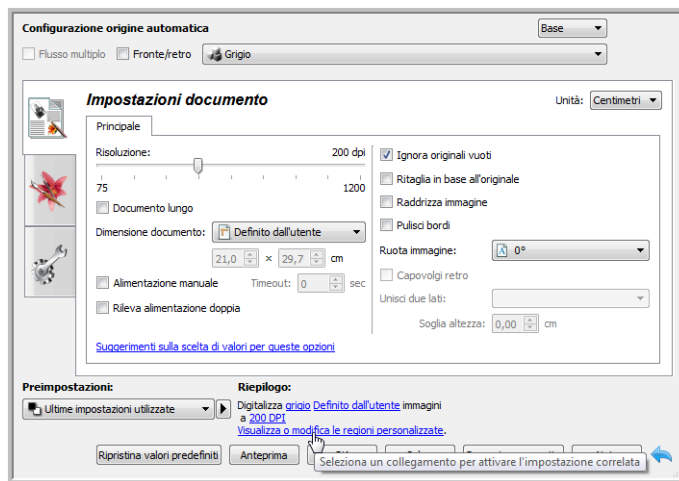 Configurazione origine automatica
Base
Flusso multiplo
Fronte/retro
Grigio
Impostazioni documento
Unità:
Centimetri
Principale
Risoluzione:
200 dpi
75
1200
Documento lungo
Dimensione documento:
Definito dall'utente
21,0 × 29,7 cm
Alimentazione manuale
Timeout: 0 sec
Rileva alimentazione doppia
Suggerimenti sulla scelta di valori per queste opzioni
Ignora originali vuoti
Ritaglia in base all'originale
Raddrizza immagine
Pulisci bordi
Ruota immagine:
A 0°
Capovolgi retro
Unisci due lati:
Soglia altezza: 0,00 cm
Preimpostazioni:
Ultime impostazioni utilizzate
Riepilogo:
Digitalizza grigio Definito dall'utente immagini
a 200 DPI
Visualizza o modifica le regioni personalizzate.
Ripristina valori predefiniti
Anteprima
Seleziona un collegamento per attivare l'impostazione correlata